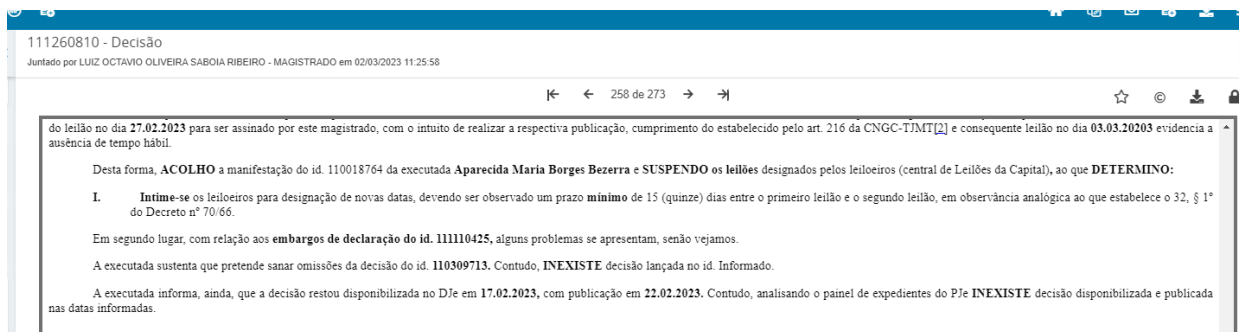 111260810 - Decisão
Juntado por LUIZ OCTAVIO OLIVEIRA SABOIA RIBEIRO - MAGISTRADO em 02/03/2023 11:25:58
258 de 273
do leilão no dia 27.02.2023 para ser assinado por este magistrado, com o intuito de realizar a respectiva publicação, cumprimento do estabelecido pelo art. 216 da CNGC-TJMT[2] e consequente leilão no dia 03.03.20203 evidencia a
ausência de tempo hábil.
Desta forma, ACOLHO a manifestação do id. 110018764 da executada Aparecida Maria Borges Bezerra e SUSPENDO os leilões designados pelos leiloeiros (central de Leilões da Capital), ao que DETERMINO:
I. Intime-se os leiloeiros para designação de novas datas, devendo ser observado um prazo mínimo de 15 (quinze) dias entre o primeiro leilão e o segundo leilão, em observância analógica ao que estabelece o 32, § 1º
do Decreto nº 70/66.
Em segundo lugar, com relação aos embargos de declaração do id. 111110425, alguns problemas se apresentam, senão vejamos.
A executada sustenta que pretende sanar omissões da decisão do id. 110309713. Contudo, INEXISTE decisão lançada no id. Informado.
A executada informa, ainda, que a decisão restou disponibilizada no DJe em 17.02.2023, com publicação em 22.02.2023. Contudo, analisando o painel de expedientes do PJe INEXISTE decisão disponibilizada e publicada
nas datas informadas.